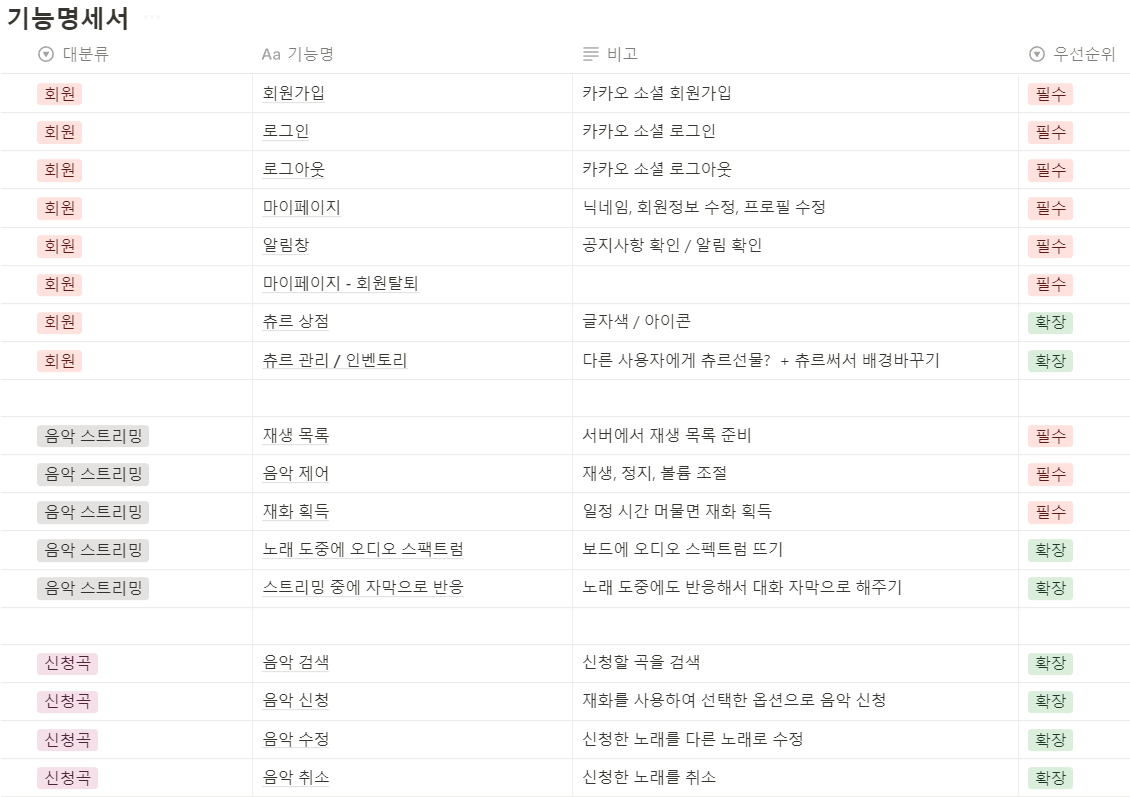 기능명세서
대분류 Aa 기능명 비고 우선순위
회원 회원가입 카카오 소셜 회원가입 필수
회원 로그인 카카오 소셜 로그인 필수
회원 로그아웃 카카오 소셜 로그아웃 필수
회원 마이페이지 닉네임, 회원정보 수정, 프로필 수정 필수
회원 알림창 공지사항 확인 / 알림 확인 필수
회원 마이페이지 - 회원탈퇴 필수
회원 츄르 상점 글자색 / 아이콘 확장
회원 츄르 관리 / 인벤토리 다른 사용자에게 츄르선물? + 츄르써서 배경바꾸기 확장
음악 스트리밍 재생 목록 서버에서 재생 목록 준비 필수
음악 스트리밍 음악 제어 재생, 정지, 볼륨 조절 필수
음악 스트리밍 재화 획득 일정 시간 머물면 재화 획득 필수
음악 스트리밍 노래 도중에 오디오 스팩트럼 보드에 오디오 스펙트럼 뜨기 확장
음악 스트리밍 스트리밍 중에 자막으로 반응 노래 도중에도 반응해서 대화 자막으로 해주기 확장
신청곡 음악 검색 신청할 곡을 검색 확장
신청곡 음악 신청 재화를 사용하여 선택한 옵션으로 음악 신청 확장
신청곡 음악 수정 신청한 노래를 다른 노래로 수정 확장
신청곡 음악 취소 신청한 노래를 취소 확장